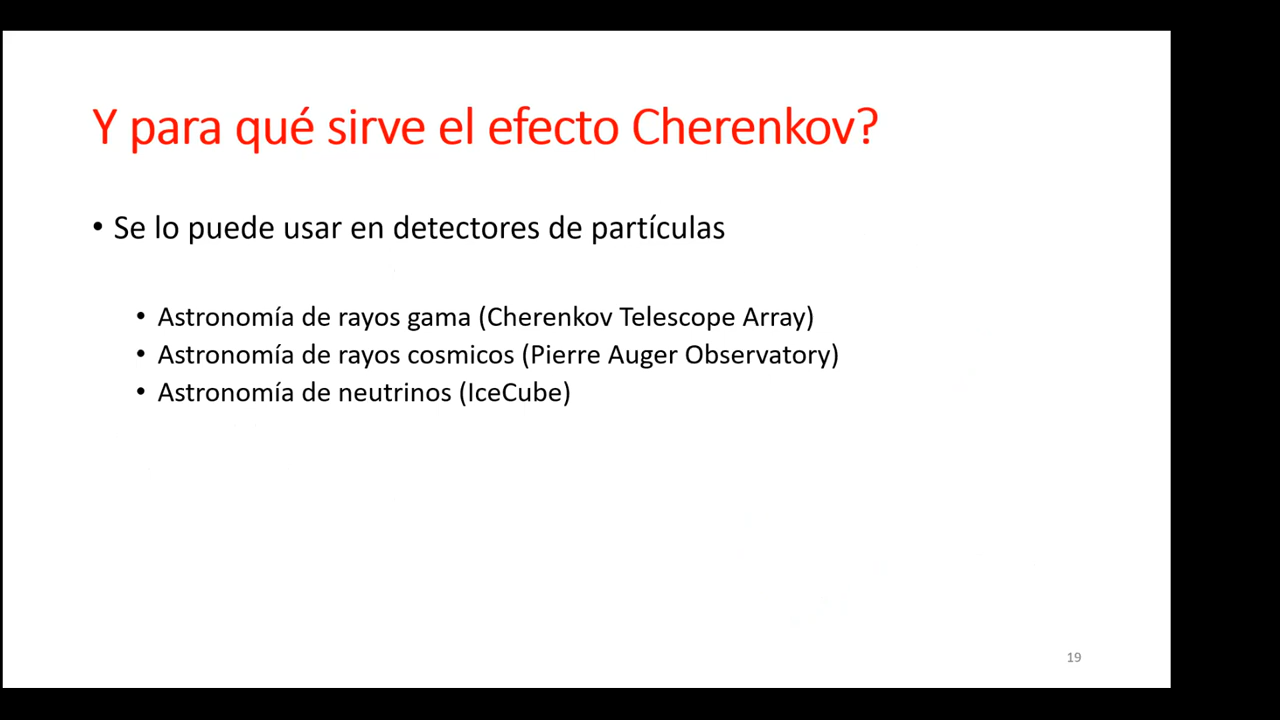 Y para qué sirve el efecto Cherenkov?
• Se lo puede usar en detectores de partículas
• Astronomía de rayos gama (Cherenkov Telescope Array)
• Astronomía de rayos cosmicos (Pierre Auger Observatory)
• Astronomía de neutrinos (IceCube)
19